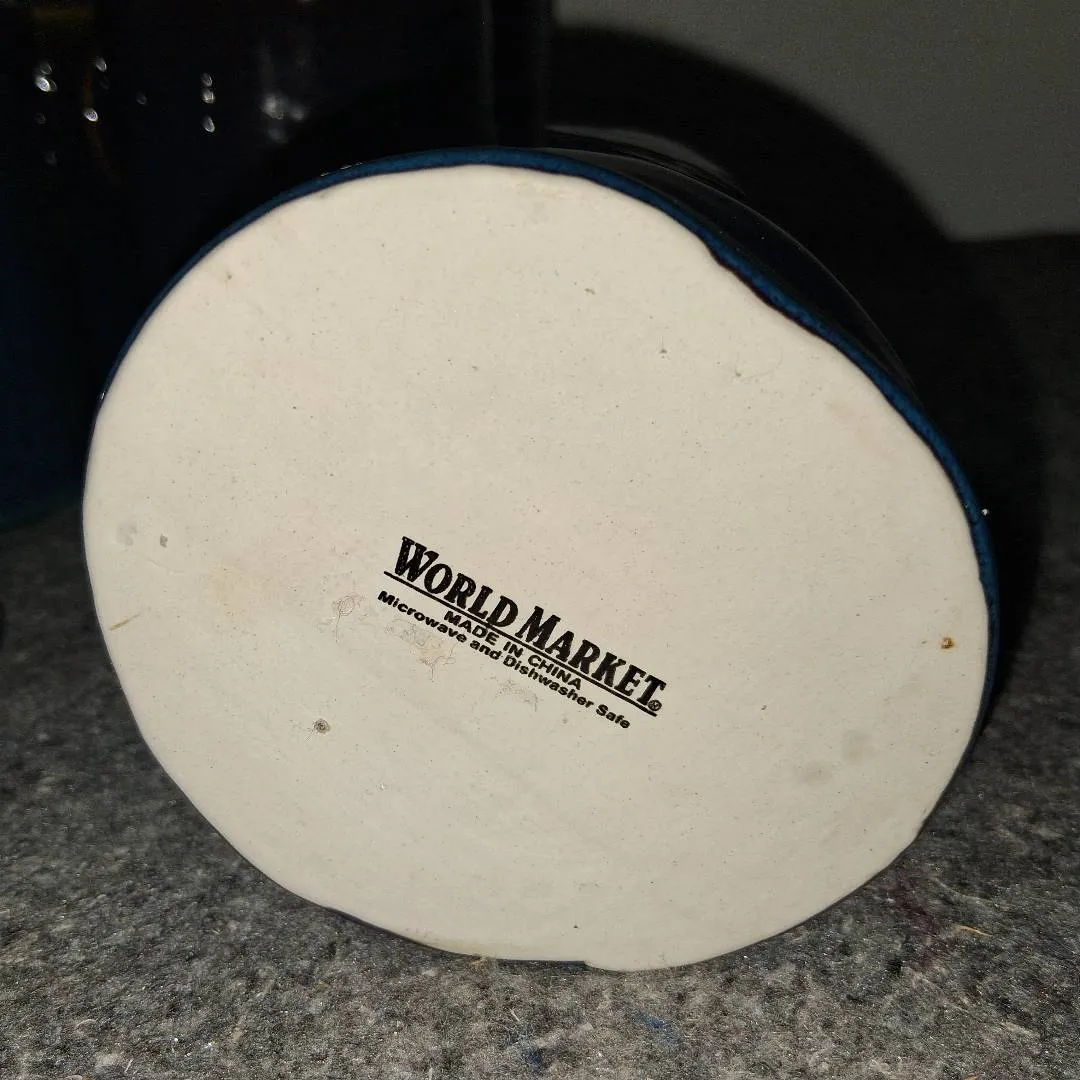 WORLD MARKET®
MADE IN CHINA
Microwave and Dishwasher Safe